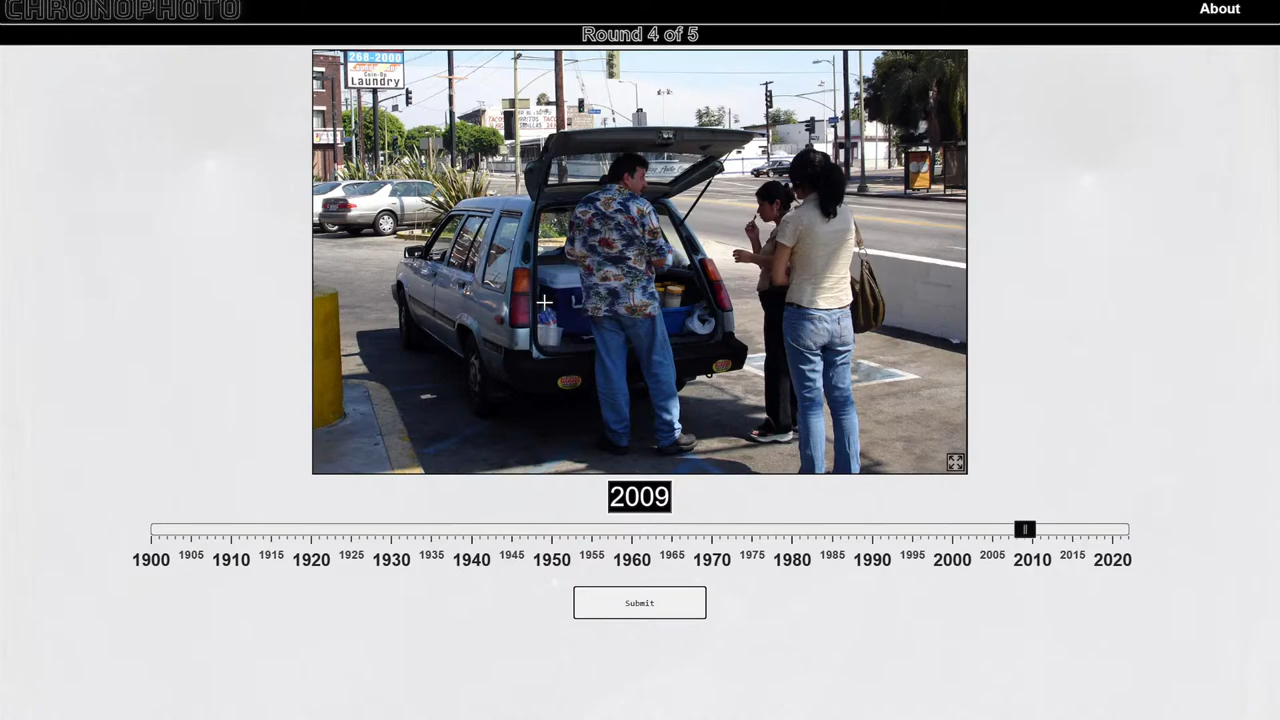 CHRONOPHOTO
About
Round 4 of 5
268-2000
Coin-Op
Laundry
2009
1900 1905 1910 1915 1920 1925 1930 1935 1940 1945 1950 1955 1960 1965 1970 1975 1980 1985 1990 1995 2000 2005 2010 2015 2020
Submit